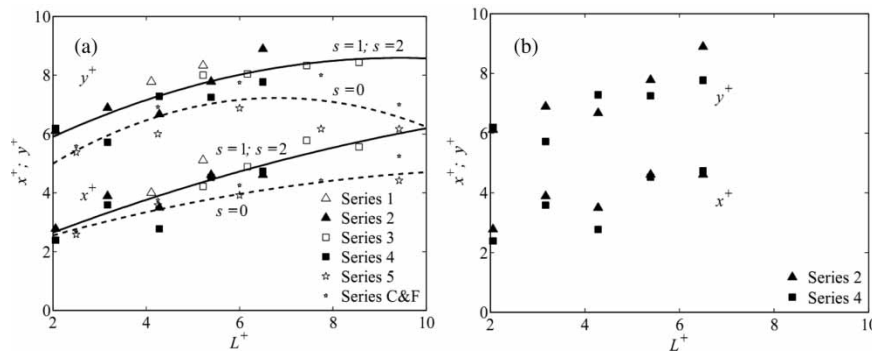 10
8
6
4
2
0
x+; y+
(a)
y+
s=1; s=2
s=0
s=1; s=2
x+
s=0
Series 1
Series 2
Series 3
Series 4
Series 5
Series C&F
2
4
6
8
10
L+
10
8
6
4
2
0
(b)
y+
x+
Series 2
Series 4
2
4
6
8
10
L+